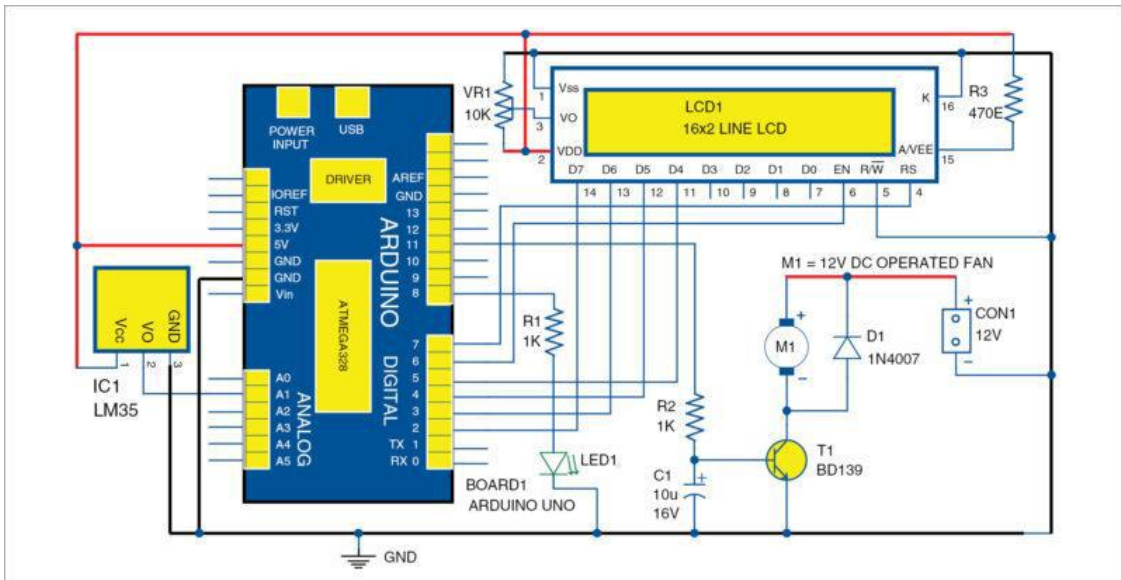 POWER
INPUT
USB
DRIVER
ARDUINO
ATMEGA328
DIGITAL
ANALOG
IOREF
RST
3.3V
5V
GND
GND
Vin
A0
A1
A2
A3
A4
A5
AREF
GND
13
12
11
10
9
8
7
6
5
4
3
2
TX 1
RX 0
BOARD1
ARDUINO UNO
Vcc
VO
GND
1
2
3
IC1
LM35
VR1
10K
1
3
2
Vss
VO
VDD
LCD1
16x2 LINE LCD
K
16
A/VEE
15
D7
D6
D5
D4
D3
D2
D1
D0
EN
R/W̅
RS
14
13
12
11
10
9
8
7
6
5
4
R3
470E
R1
1K
LED1
R2
1K
C1
10u
16V
+
M1 = 12V DC OPERATED FAN
+
M1
−
D1
1N4007
+
CON1
12V
−
T1
BD139
GND